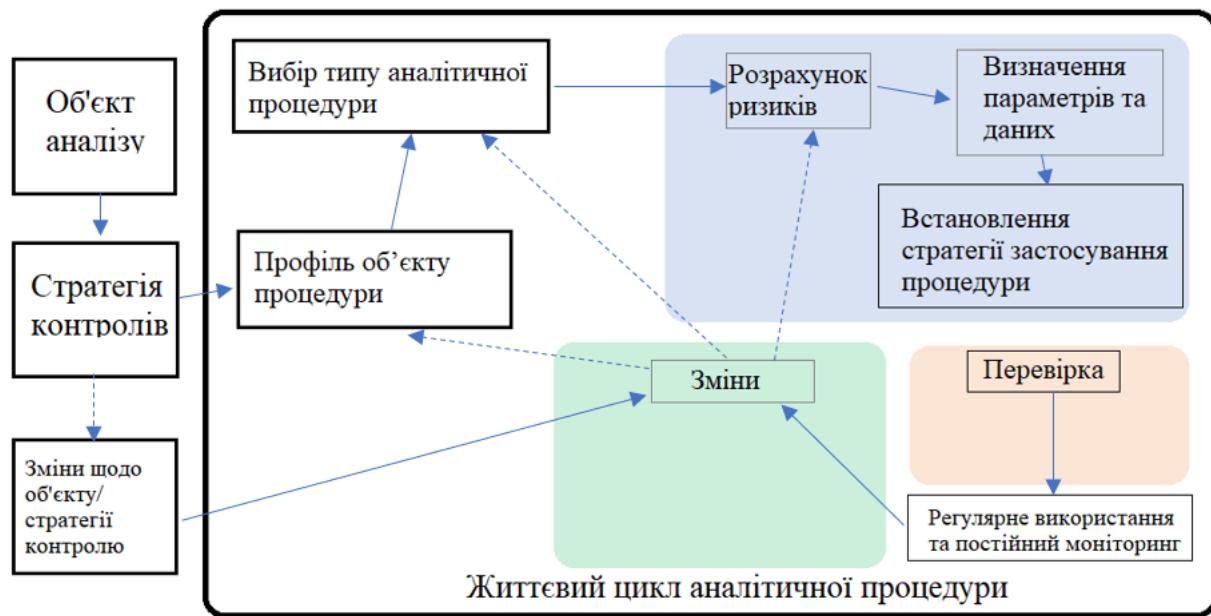 Об'єкт
аналізу
Стратегія
контролів
Зміни щодо
об'єкту/
стратегії
контролю
Вибір типу аналітичної
процедури
Профіль об’єкту
процедури
Розрахунок
ризиків
Визначення
параметрів та
даних
Встановлення
стратегії застосування
процедури
Зміни
Перевірка
Регулярне використання
та постійний моніторинг
Життєвий цикл аналітичної процедури